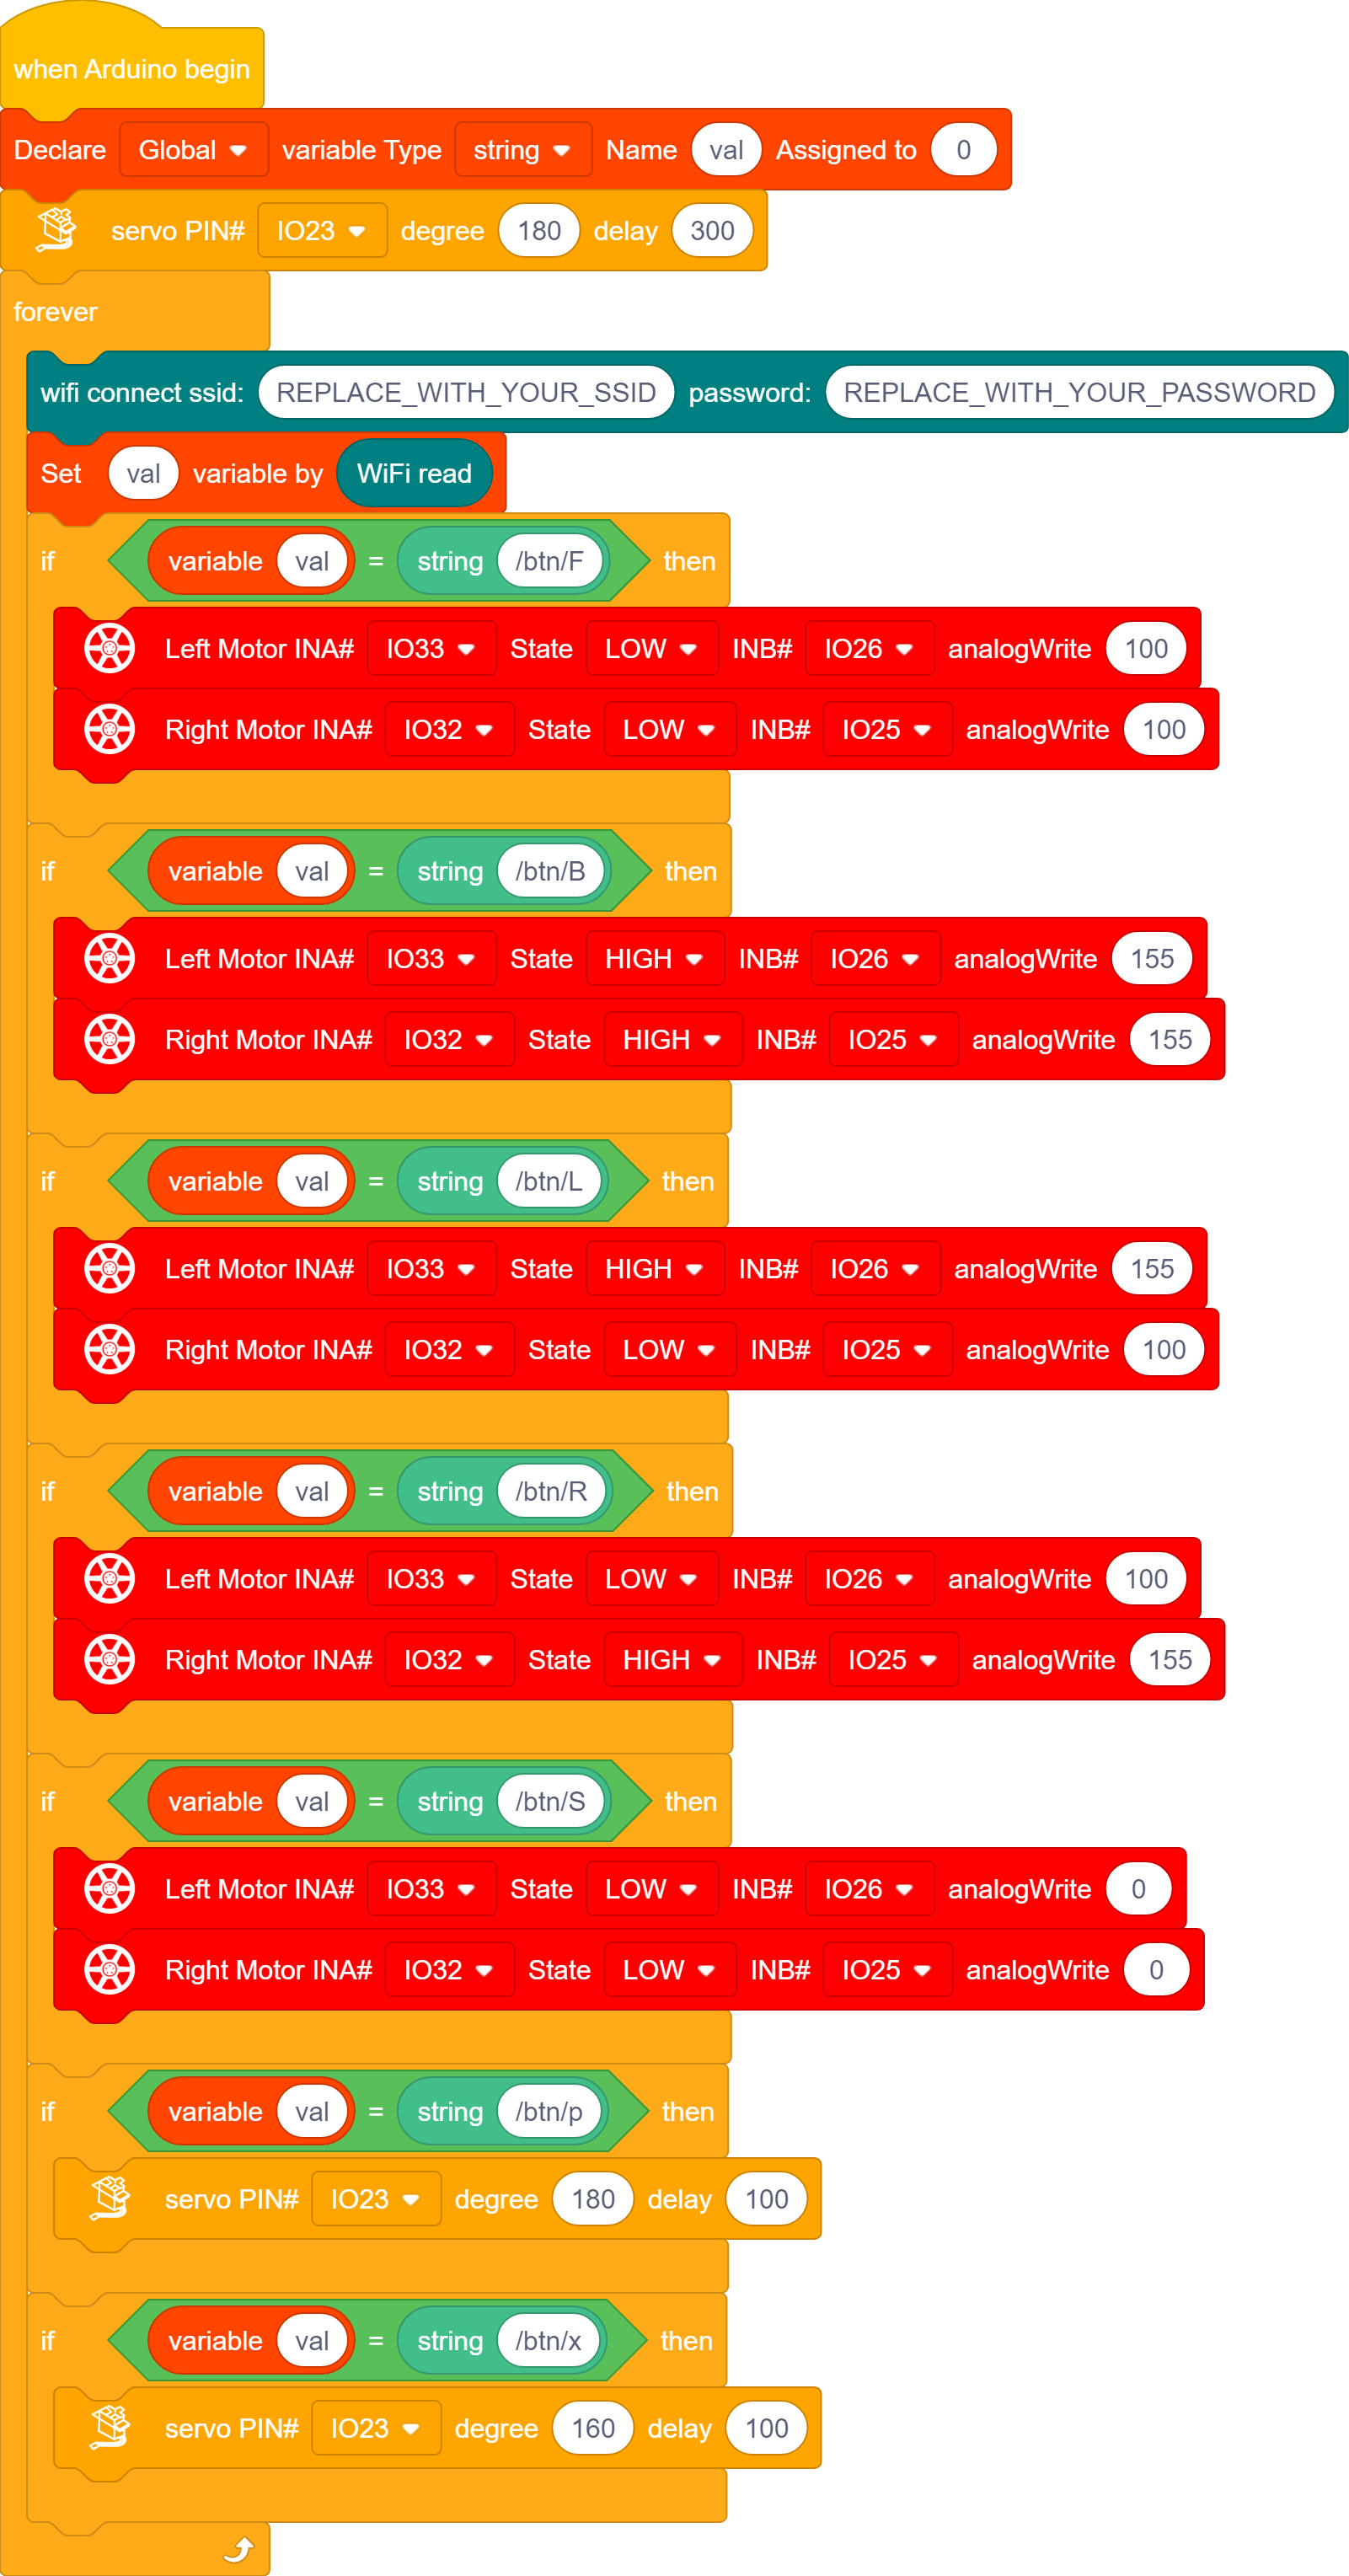 when Arduino begin
Declare Global variable Type string Name val Assigned to 0
servo PIN# IO23 degree 180 delay 300
forever
wifi connect ssid: REPLACE_WITH_YOUR_SSID password: REPLACE_WITH_YOUR_PASSWORD
Set val variable by WiFi read
if variable val = string /btn/F then
Left Motor INA# IO33 State LOW INB# IO26 analogWrite 100
Right Motor INA# IO32 State LOW INB# IO25 analogWrite 100
if variable val = string /btn/B then
Left Motor INA# IO33 State HIGH INB# IO26 analogWrite 155
Right Motor INA# IO32 State HIGH INB# IO25 analogWrite 155
if variable val = string /btn/L then
Left Motor INA# IO33 State HIGH INB# IO26 analogWrite 155
Right Motor INA# IO32 State LOW INB# IO25 analogWrite 100
if variable val = string /btn/R then
Left Motor INA# IO33 State LOW INB# IO26 analogWrite 100
Right Motor INA# IO32 State HIGH INB# IO25 analogWrite 155
if variable val = string /btn/S then
Left Motor INA# IO33 State LOW INB# IO26 analogWrite 0
Right Motor INA# IO32 State LOW INB# IO25 analogWrite 0
if variable val = string /btn/p then
servo PIN# IO23 degree 180 delay 100
if variable val = string /btn/x then
servo PIN# IO23 degree 160 delay 100